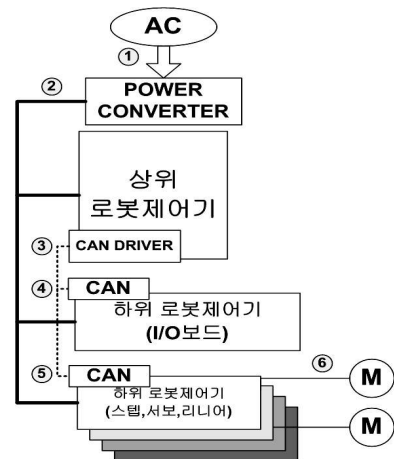 AC
①
②
POWER
CONVERTER
상위
로봇제어기
③
CAN DRIVER
④
CAN
하위 로봇제어기
(I/O보드)
⑤
CAN
⑥
M
하위 로봇제어기
(스텝,서보,리니어)
M